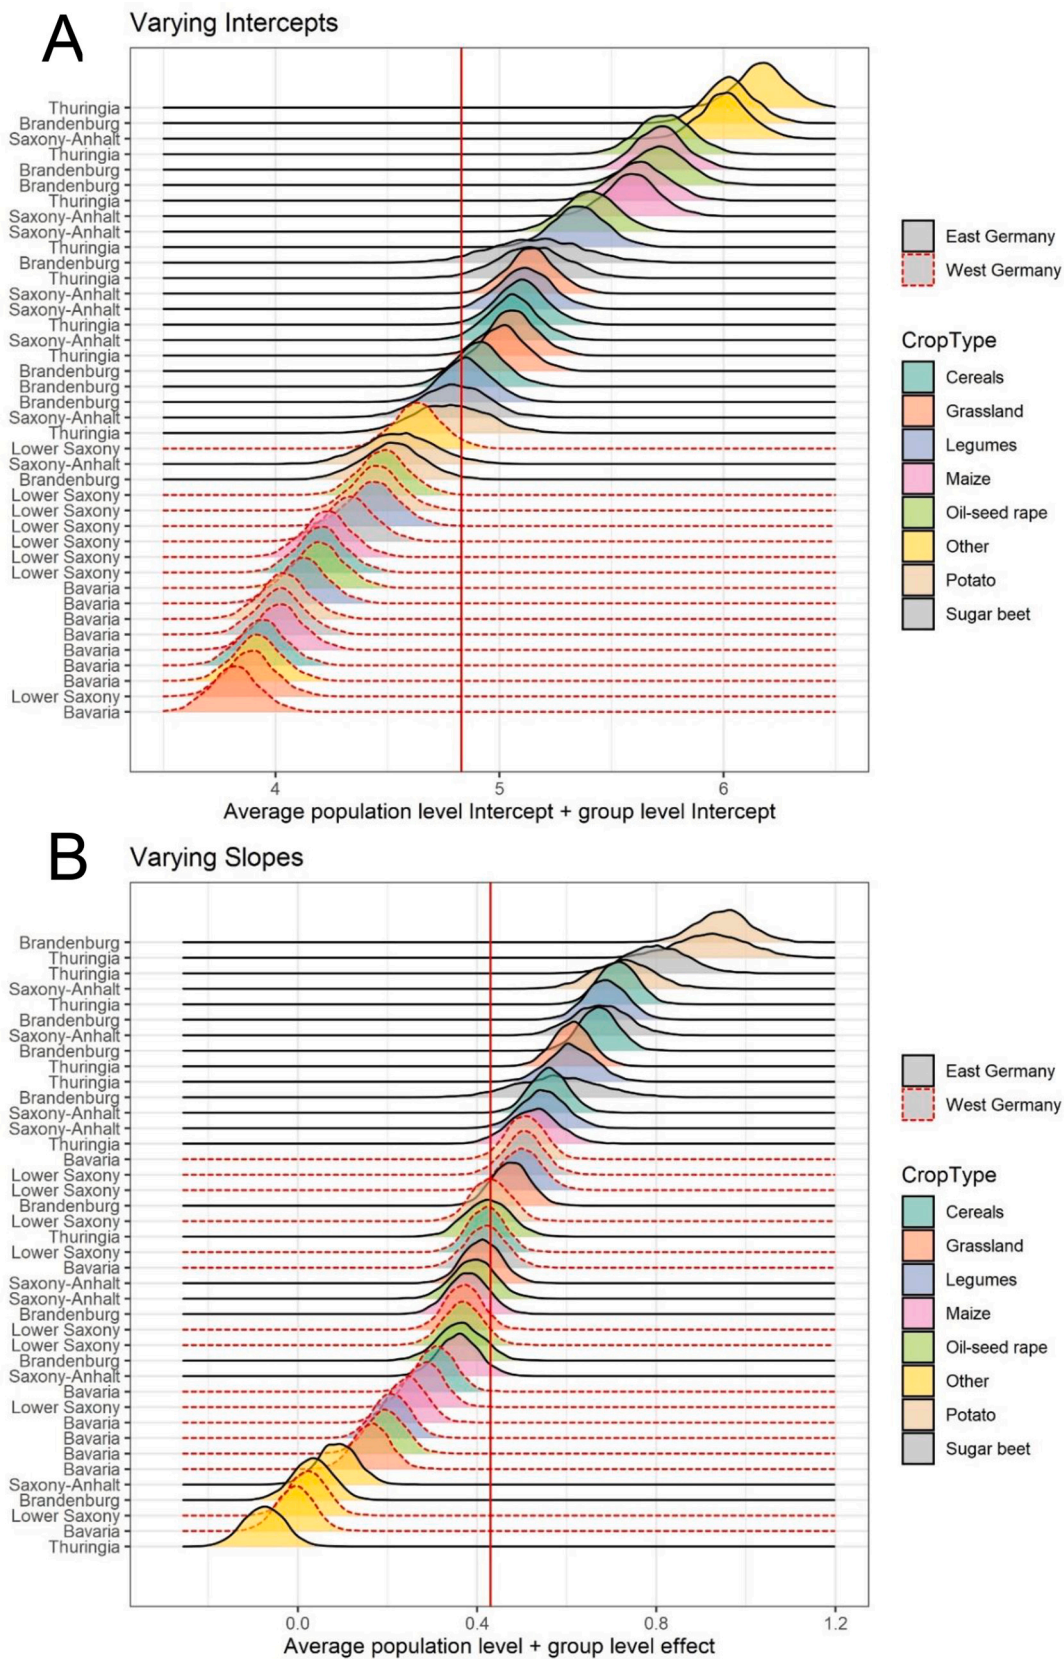 A
Varying Intercepts
Thuringia
Brandenburg
Saxony-Anhalt
Thuringia
Brandenburg
Brandenburg
Thuringia
Saxony-Anhalt
Saxony-Anhalt
Thuringia
Brandenburg
Thuringia
Saxony-Anhalt
Saxony-Anhalt
Thuringia
Saxony-Anhalt
Thuringia
Brandenburg
Brandenburg
Brandenburg
Saxony-Anhalt
Thuringia
Lower Saxony
Saxony-Anhalt
Brandenburg
Lower Saxony
Lower Saxony
Lower Saxony
Lower Saxony
Lower Saxony
Lower Saxony
Bavaria
Bavaria
Bavaria
Bavaria
Bavaria
Bavaria
Bavaria
Lower Saxony
Bavaria
4
5
6
Average population level Intercept + group level Intercept
East Germany
West Germany
CropType
Cereals
Grassland
Legumes
Maize
Oil-seed rape
Other
Potato
Sugar beet
B
Varying Slopes
Brandenburg
Thuringia
Thuringia
Saxony-Anhalt
Thuringia
Brandenburg
Saxony-Anhalt
Brandenburg
Thuringia
Thuringia
Brandenburg
Saxony-Anhalt
Saxony-Anhalt
Thuringia
Bavaria
Lower Saxony
Lower Saxony
Brandenburg
Lower Saxony
Thuringia
Lower Saxony
Bavaria
Saxony-Anhalt
Saxony-Anhalt
Brandenburg
Lower Saxony
Lower Saxony
Brandenburg
Saxony-Anhalt
Bavaria
Lower Saxony
Bavaria
Bavaria
Bavaria
Bavaria
Saxony-Anhalt
Brandenburg
Lower Saxony
Bavaria
Thuringia
0.0
0.4
0.8
1.2
Average population level + group level effect
East Germany
West Germany
CropType
Cereals
Grassland
Legumes
Maize
Oil-seed rape
Other
Potato
Sugar beet